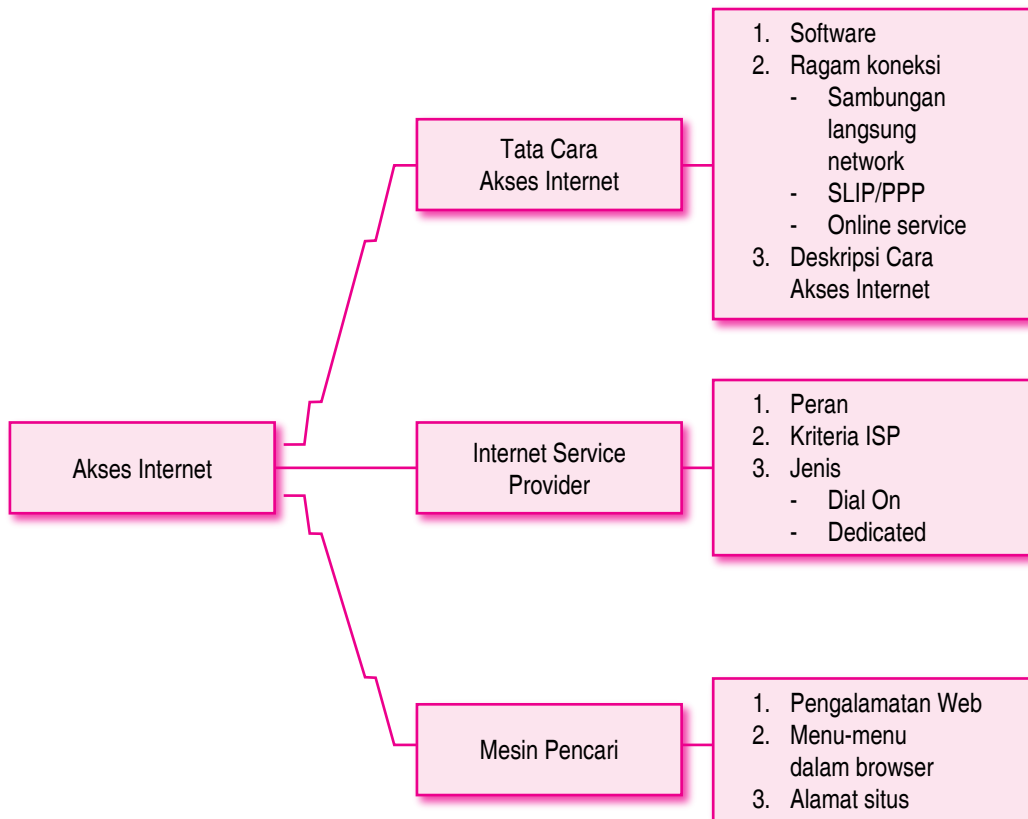 Akses Internet
Tata Cara
Akses Internet
1. Software
2. Ragam koneksi
- Sambungan
langsung
network
- SLIP/PPP
- Online service
3. Deskripsi Cara
Akses Internet
Internet Service
Provider
1. Peran
2. Kriteria ISP
3. Jenis
- Dial On
- Dedicated
Mesin Pencari
1. Pengalamatan Web
2. Menu-menu
dalam browser
3. Alamat situs